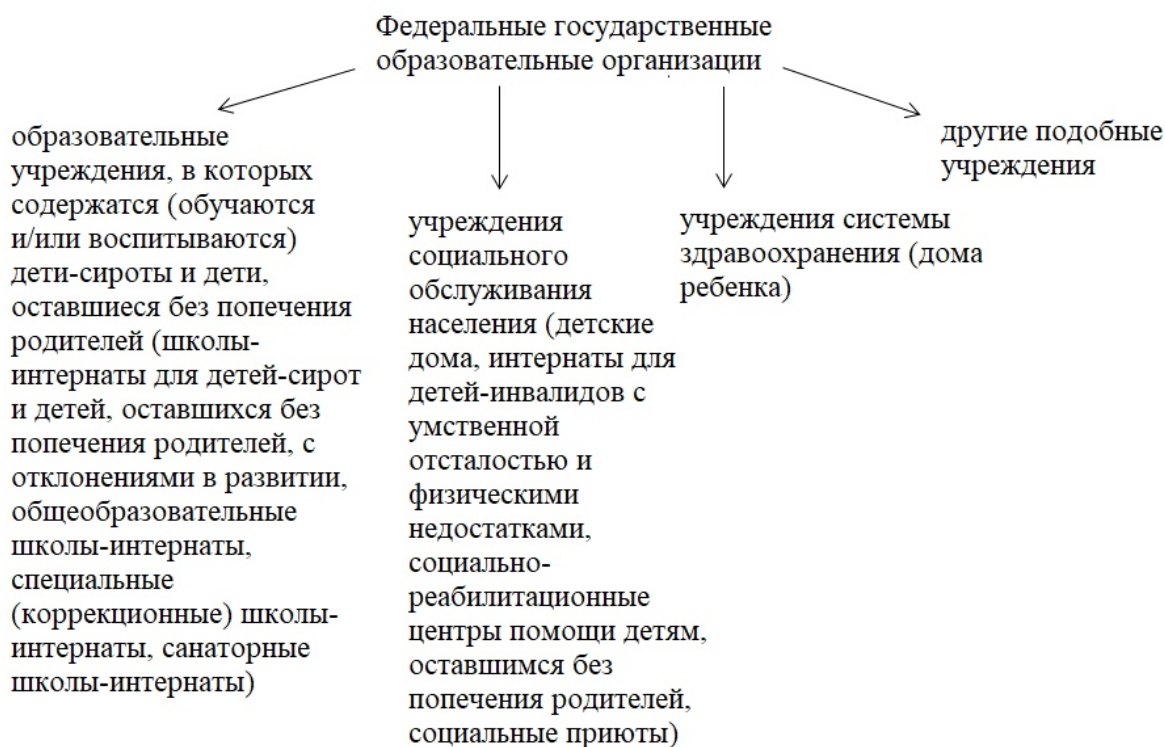 Федеральные государственные
образовательные организации
образовательные
учреждения, в которых
содержатся (обучаются
и/или воспитываются)
дети-сироты и дети,
оставшиеся без попечения
родителей (школы-
интернаты для детей-сирот
и детей, оставшихся без
попечения родителей, с
отклонениями в развитии,
общеобразовательные
школы-интернаты,
специальные
(коррекционные) школы-
интернаты, санаторные
школы-интернаты)
учреждения
социального
обслуживания
населения (детские
дома, интернаты для
детей-инвалидов с
умственной
отсталостью и
физическими
недостатками,
социально-
реабилитационные
центры помощи детям,
оставшимся без
попечения родителей,
социальные приюты)
учреждения системы
здравоохранения (дома
ребенка)
другие подобные
учреждения